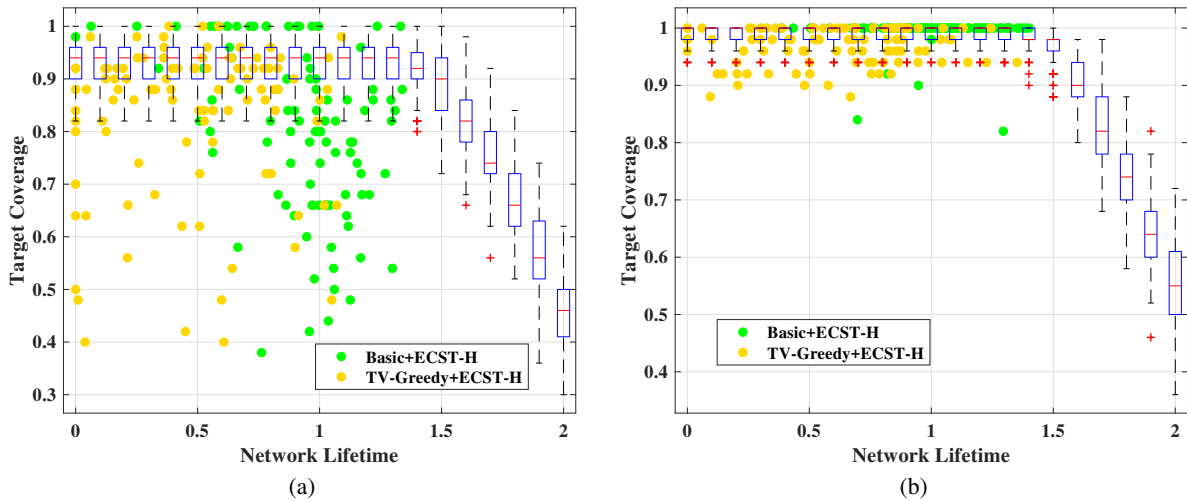 1
0.9
0.8
0.7
0.6
0.5
0.4
0.3
Target Coverage
Basic+ECST-H
TV-Greedy+ECST-H
0 0.5 1 1.5 2
Network Lifetime
(a)
1
0.9
0.8
0.7
0.6
0.5
0.4
Target Coverage
Basic+ECST-H
TV-Greedy+ECST-H
0 0.5 1 1.5 2
Network Lifetime
(b)